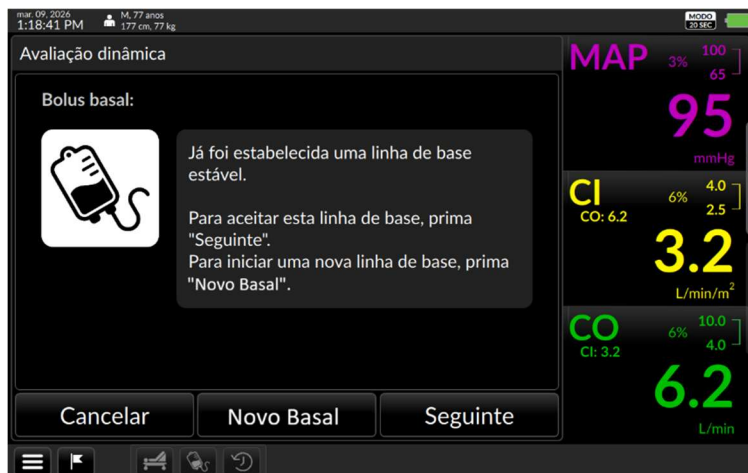 mar. 09, 2026
1:18:41 PM
M, 77 anos
177 cm, 77 kg
MODO
20 SEC
Avaliação dinâmica
Bolus basal:
Já foi estabelecida uma linha de base
estável.
Para aceitar esta linha de base, prima
"Seguinte".
Para iniciar uma nova linha de base, prima
"Novo Basal".
Cancelar
Novo Basal
Seguinte
MAP
3%
100
65
95
mmHg
CI
CO: 6.2
6%
4.0
2.5
3.2
L/min/m²
CO
CI: 3.2
6%
10.0
4.0
6.2
L/min